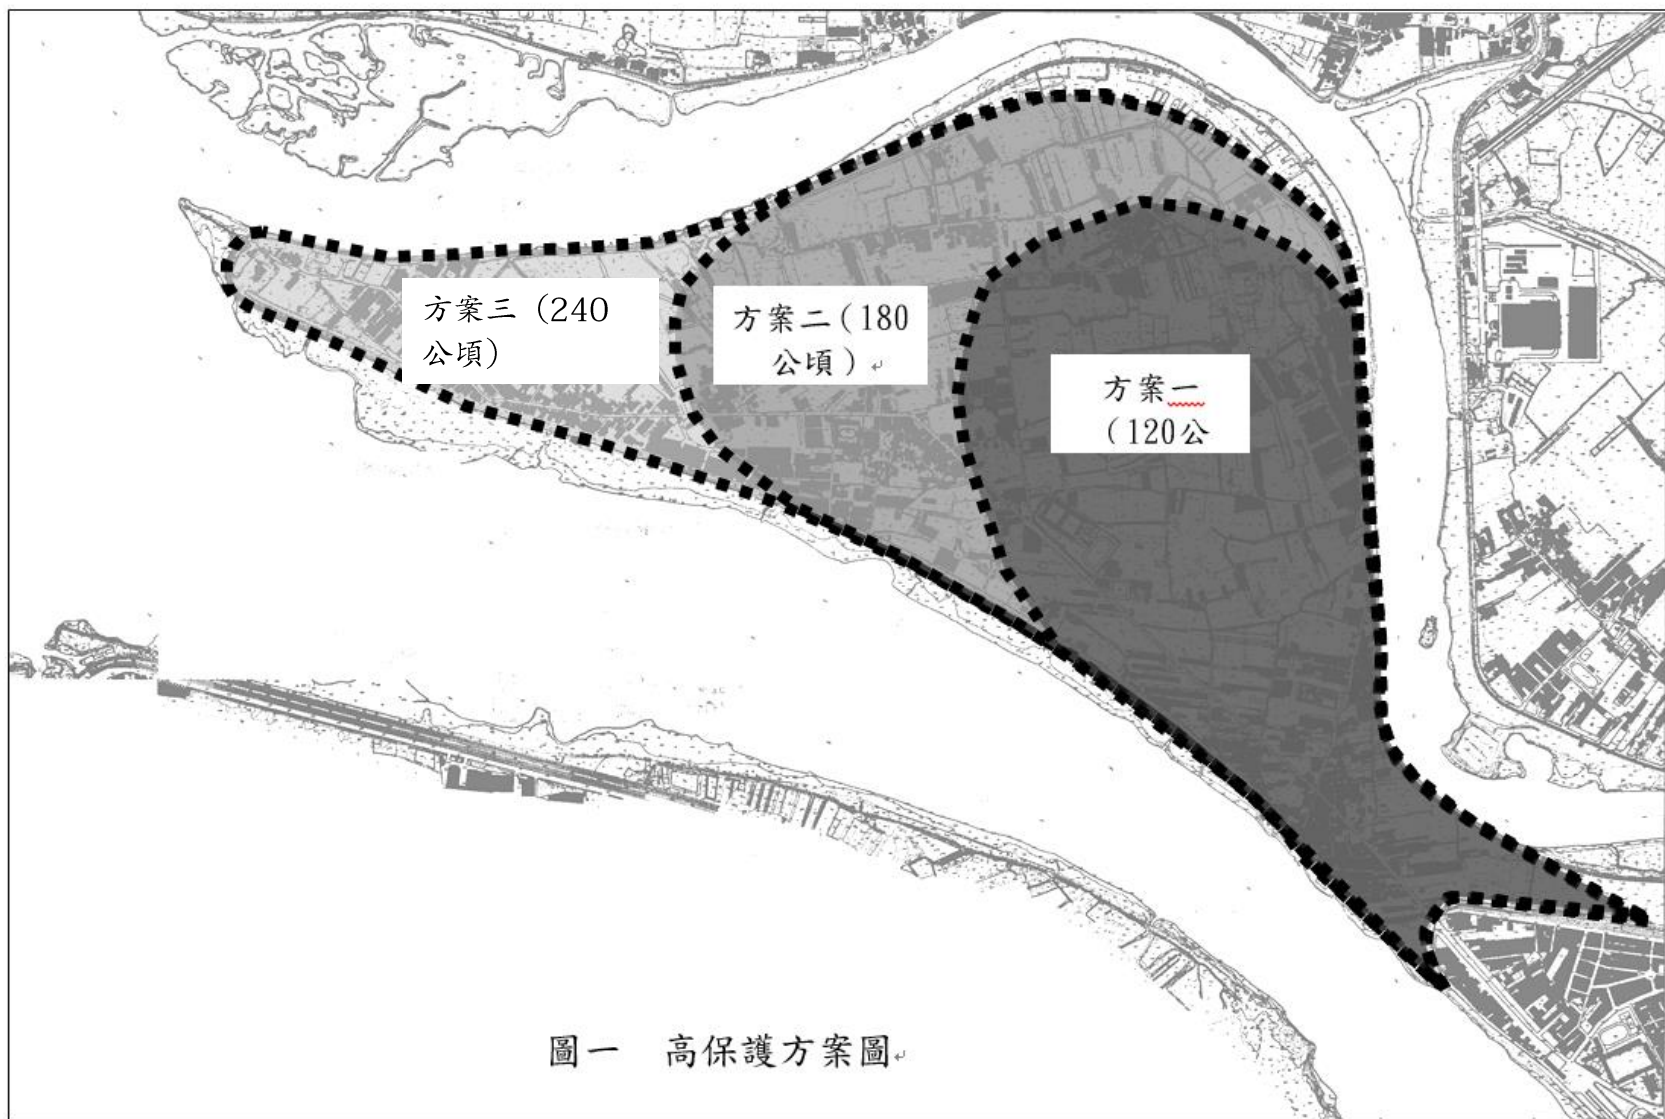 方案三（240
公頃）
方案二（180
公頃）
方案一
（120公
圖一　高保護方案圖